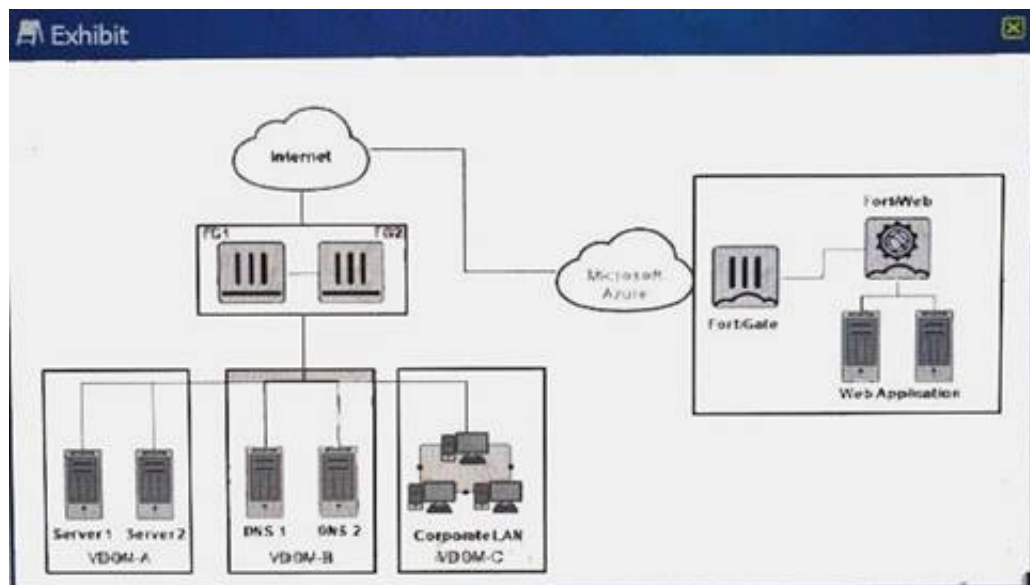 Exhibit
Internet
FG1 FG2
Microsoft
Azure
FortiWeb
FortiGate
Web Application
Server 1 Server 2
VDOM-A
DNS 1 DNS 2
VDOM-B
Corporate LAN
VDOM-C